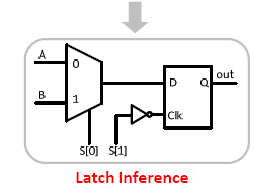 A 0
B 1
D Q out
Clk
S[0] S[1]
Latch Inference